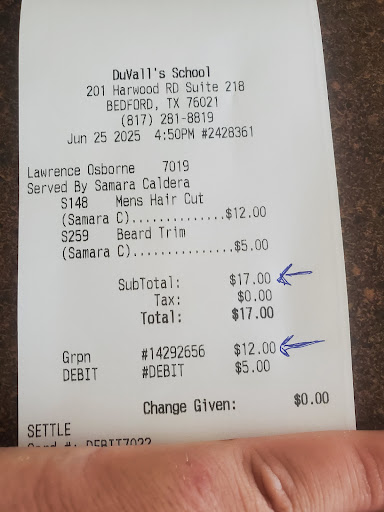 DuVall's School
201 Harwood RD Suite 218
BEDFORD, TX 76021
(817) 281-8819
Jun 25 2025 4:50PM #2428361
Lawrence Osborne 7019
Served By Samara Caldera
S148 Mens Hair Cut
(Samara C)..............$12.00
S259 Beard Trim
(Samara C)...............$5.00
SubTotal: $17.00
Tax: $0.00
Total: $17.00
Grpn #14292656 $12.00
DEBIT #DEBIT $5.00
Change Given: $0.00
SETTLE